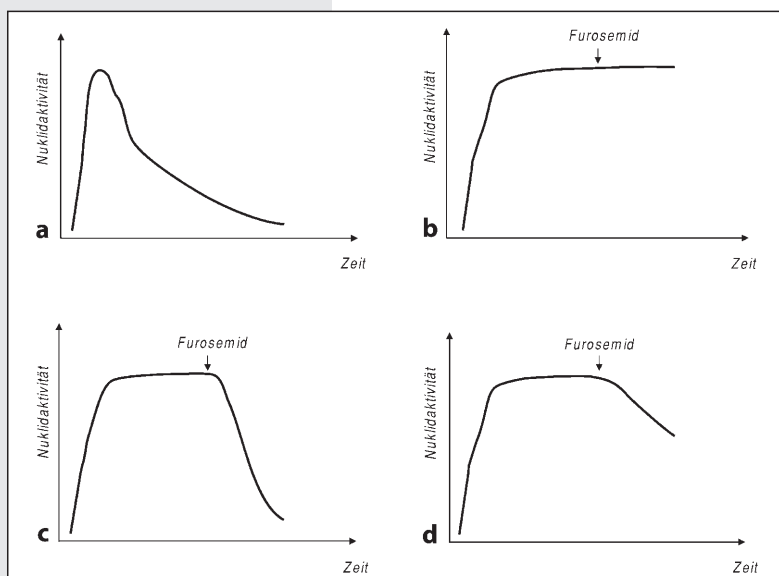 Nuklidaktivität
a
Zeit
Furosemid
Nuklidaktivität
b
Zeit
Furosemid
Nuklidaktivität
c
Zeit
Furosemid
Nuklidaktivität
d
Zeit